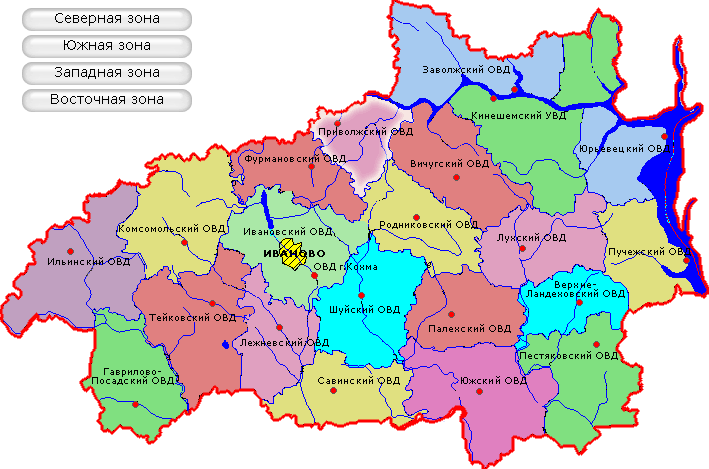 Северная зона
Южная зона
Западная зона
Восточная зона
Заволжский ОВД
Кинешемский УВД
Приволжский ОВД
Юрьевецкий ОВД
Фурмановский ОВД
Вичугский ОВД
Комсомольский ОВД
Ивановский ОВД
Родниковский ОВД
Лухский ОВД
Пучежский ОВД
ИВАНОВО
Ильинский ОВД
ОВД г.Кохма
Верхне-
Ландеховский ОВД
Тейковский ОВД
Шуйский ОВД
Палехский ОВД
Лежневский ОВД
Пестяковский ОВД
Гаврилово-
Посадский ОВД
Савинский ОВД
Южский ОВД